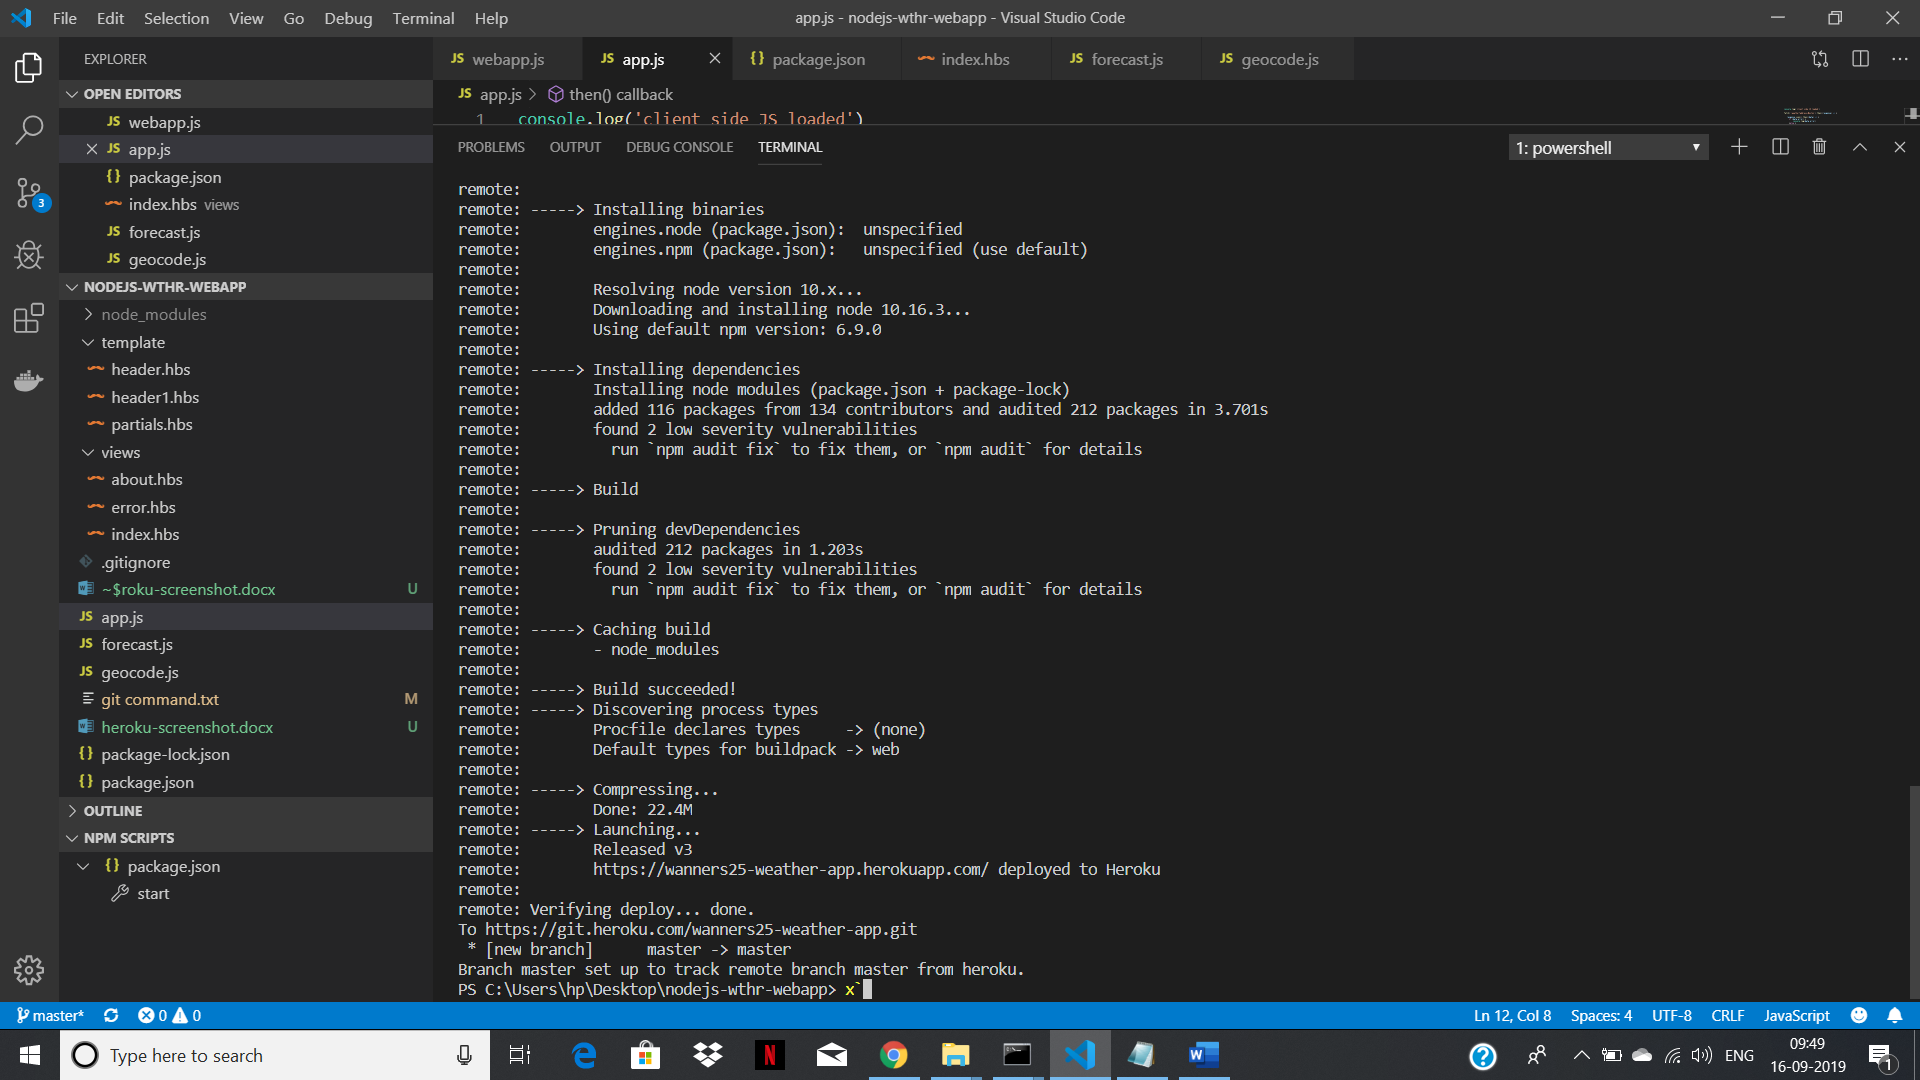 File Edit Selection View Go Debug Terminal Help
app.js - nodejs-wthr-webapp - Visual Studio Code
EXPLORER
OPEN EDITORS
JS webapp.js
JS app.js
{} package.json
index.hbs views
JS forecast.js
JS geocode.js
3
NODEJS-WTHR-WEBAPP
node_modules
template
header.hbs
header1.hbs
partials.hbs
views
about.hbs
error.hbs
index.hbs
.gitignore
~$roku-screenshot.docx U
JS app.js
JS forecast.js
JS geocode.js
git command.txt M
heroku-screenshot.docx U
{} package-lock.json
{} package.json
OUTLINE
NPM SCRIPTS
{} package.json
start
JS webapp.js JS app.js {} package.json index.hbs JS forecast.js JS geocode.js
JS app.js > then() callback
1 console.log('client side JS loaded')
PROBLEMS OUTPUT DEBUG CONSOLE TERMINAL 1: powershell
remote:
remote: -----> Installing binaries
remote:        engines.node (package.json):  unspecified
remote:        engines.npm (package.json):   unspecified (use default)
remote:
remote:        Resolving node version 10.x...
remote:        Downloading and installing node 10.16.3...
remote:        Using default npm version: 6.9.0
remote:
remote: -----> Installing dependencies
remote:        Installing node modules (package.json + package-lock)
remote:        added 116 packages from 134 contributors and audited 212 packages in 3.701s
remote:        found 2 low severity vulnerabilities
remote:          run `npm audit fix` to fix them, or `npm audit` for details
remote:
remote: -----> Build
remote:
remote: -----> Pruning devDependencies
remote:        audited 212 packages in 1.203s
remote:        found 2 low severity vulnerabilities
remote:          run `npm audit fix` to fix them, or `npm audit` for details
remote:
remote: -----> Caching build
remote:        - node_modules
remote:
remote: -----> Build succeeded!
remote: -----> Discovering process types
remote:        Procfile declares types     -> (none)
remote:        Default types for buildpack -> web
remote:
remote: -----> Compressing...
remote:        Done: 22.4M
remote: -----> Launching...
remote:        Released v3
remote:        https://wanners25-weather-app.herokuapp.com/ deployed to Heroku
remote:
remote: Verifying deploy... done.
To https://git.heroku.com/wanners25-weather-app.git
 * [new branch]      master -> master
Branch master set up to track remote branch master from heroku.
PS C:\Users\hp\Desktop\nodejs-wthr-webapp> x`
master* 0 0 Ln 12, Col 8 Spaces: 4 UTF-8 CRLF JavaScript
Type here to search
N
ENG
09:49
16-09-2019
1